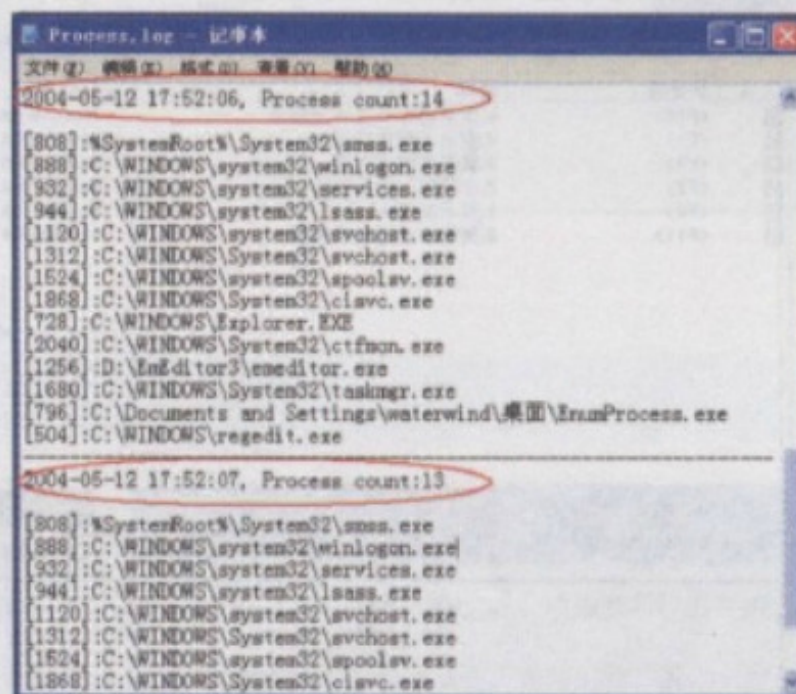 Process.log - 记事本
文件(F) 编辑(E) 格式(O) 查看(V) 帮助(H)
2004-05-12 17:52:06, Process count:14
[808]:%SystemRoot%\System32\smss.exe
[888]:C:\WINDOWS\system32\winlogon.exe
[932]:C:\WINDOWS\system32\services.exe
[944]:C:\WINDOWS\system32\lsass.exe
[1120]:C:\WINDOWS\system32\svchost.exe
[1312]:C:\WINDOWS\System32\svchost.exe
[1524]:C:\WINDOWS\system32\spoolsv.exe
[1868]:C:\WINDOWS\System32\cisvc.exe
[728]:C:\WINDOWS\Explorer.EXE
[2040]:C:\WINDOWS\System32\ctfmon.exe
[1256]:D:\EmEditor3\emeditor.exe
[1680]:C:\WINDOWS\System32\taskmgr.exe
[796]:C:\Documents and Settings\waterwind\桌面\EnumProcess.exe
[504]:C:\WINDOWS\regedit.exe
2004-05-12 17:52:07, Process count:13
[808]:%SystemRoot%\System32\smss.exe
[888]:C:\WINDOWS\system32\winlogon.exe
[932]:C:\WINDOWS\system32\services.exe
[944]:C:\WINDOWS\system32\lsass.exe
[1120]:C:\WINDOWS\system32\svchost.exe
[1312]:C:\WINDOWS\System32\svchost.exe
[1524]:C:\WINDOWS\system32\spoolsv.exe
[1868]:C:\WINDOWS\System32\cisvc.exe